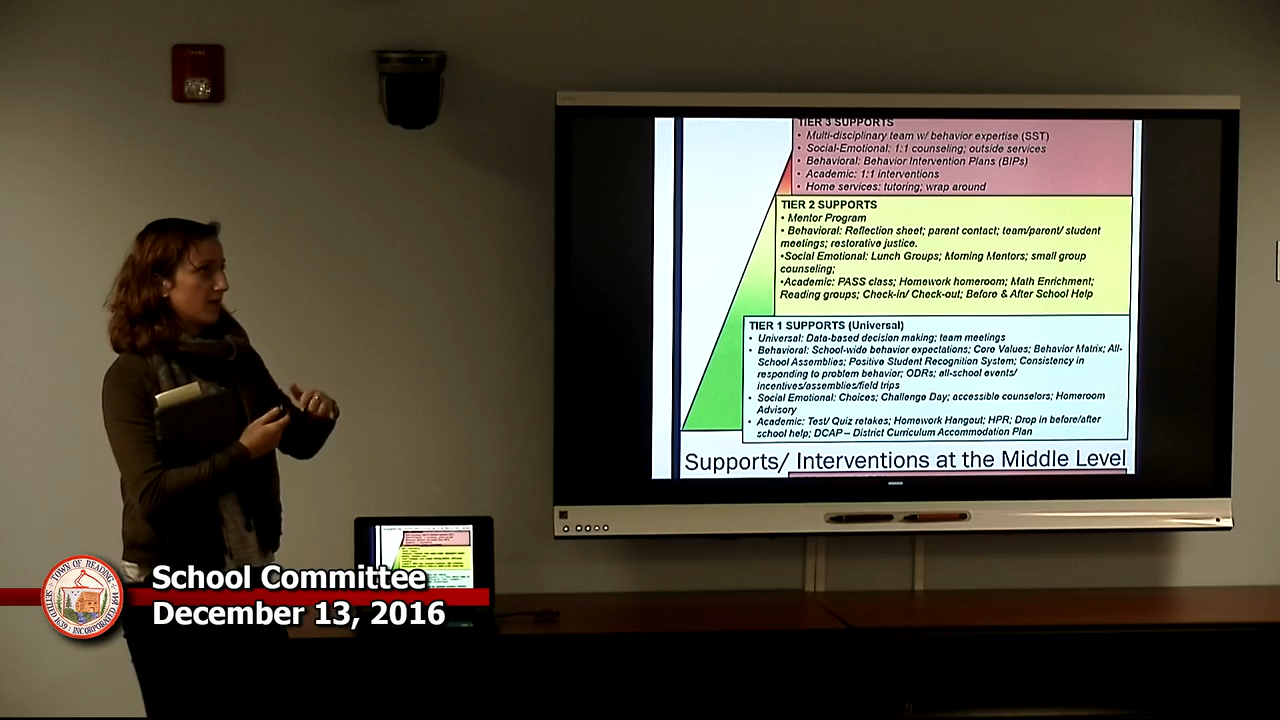 TIER 3 SUPPORTS
• Multi-disciplinary team w/ behavior expertise (SST)
• Social-Emotional: 1:1 counseling; outside services
• Behavioral: Behavior Intervention Plans (BIPs)
• Academic: 1:1 interventions
• Home services: tutoring; wrap around
TIER 2 SUPPORTS
• Mentor Program
• Behavioral: Reflection sheet; parent contact; team/parent/ student
meetings; restorative justice.
•Social Emotional: Lunch Groups; Morning Mentors; small group
counseling;
•Academic: PASS class; Homework homeroom; Math Enrichment;
Reading groups; Check-in/ Check-out; Before & After School Help
TIER 1 SUPPORTS (Universal)
• Universal: Data-based decision making; team meetings
• Behavioral: School-wide behavior expectations; Core Values; Behavior Matrix; All-
School Assemblies; Positive Student Recognition System; Consistency in
responding to problem behavior; ODRs; all-school events/
incentives/assemblies/field trips
• Social Emotional: Choices; Challenge Day; accessible counselors; Homeroom
Advisory
• Academic: Test/ Quiz retakes; Homework Hangout; HPR; Drop in before/after
school help; DCAP – District Curriculum Accommodation Plan
Supports/ Interventions at the Middle Level
TOWN OF READING
SETTLED 1639 · INCORPORATED 1644
School Committee
December 13, 2016